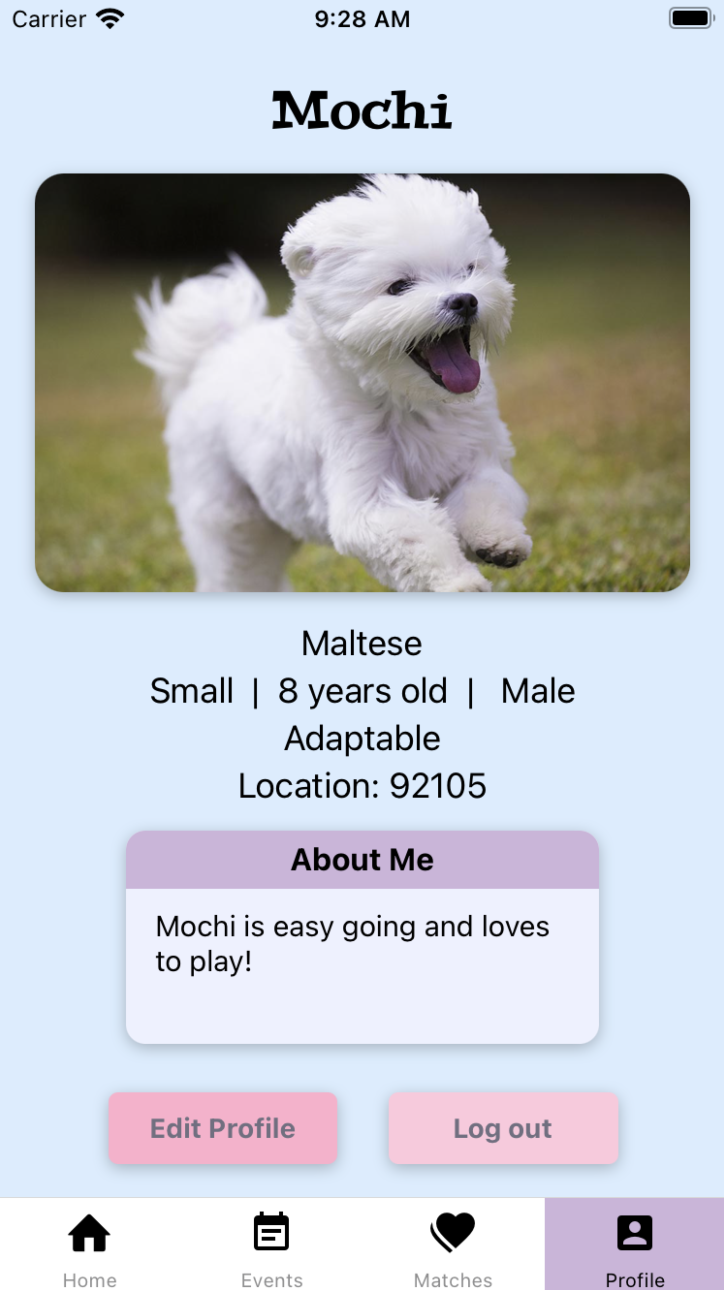 Carrier 9:28 AM
Mochi
Maltese
Small | 8 years old | Male
Adaptable
Location: 92105
About Me
Mochi is easy going and loves
to play!
Edit Profile Log out
Home Events Matches Profile